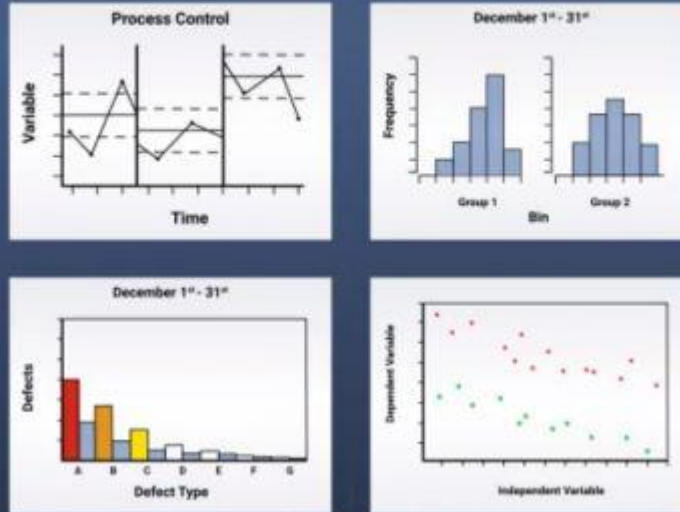 Process Control
Variable
Time
December 1st - 31st
Frequency
Group 1
Group 2
Bin
December 1st - 31st
Defects
A B C D E F G
Defect Type
Dependent Variable
Independent Variable